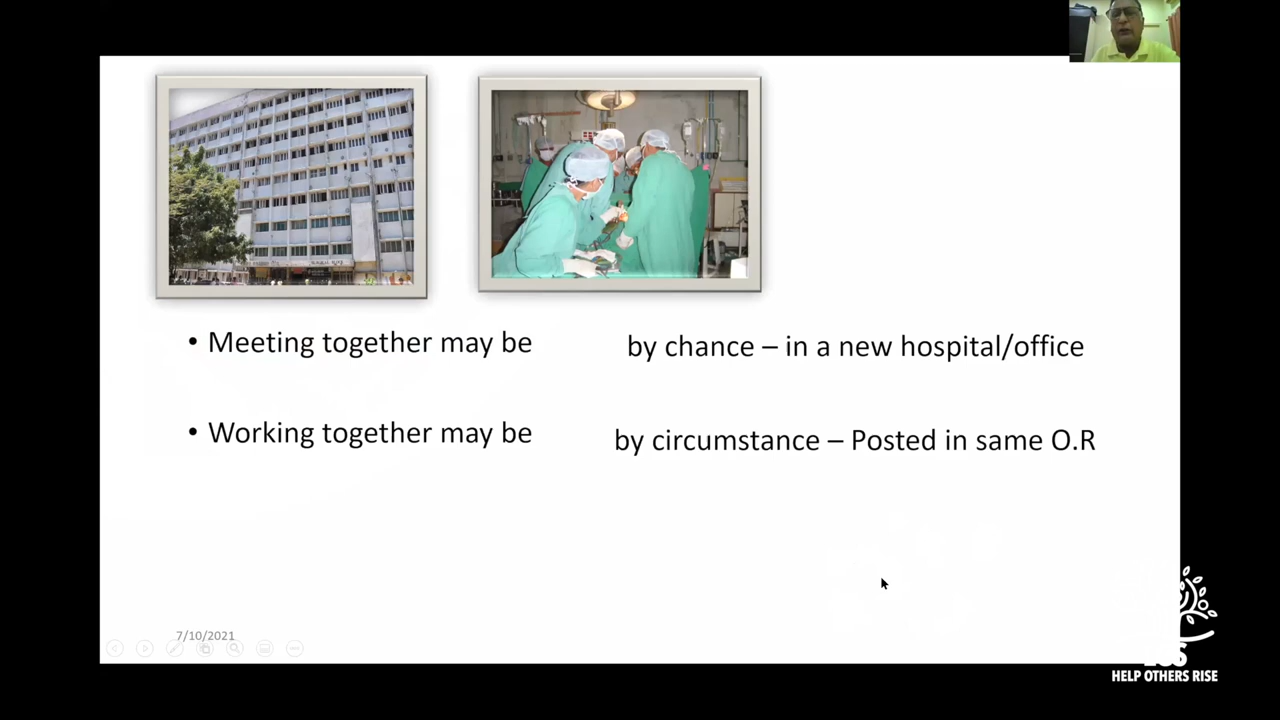 • Meeting together may be by chance – in a new hospital/office
• Working together may be by circumstance – Posted in same O.R
7/10/2021
HELP OTHERS RISE